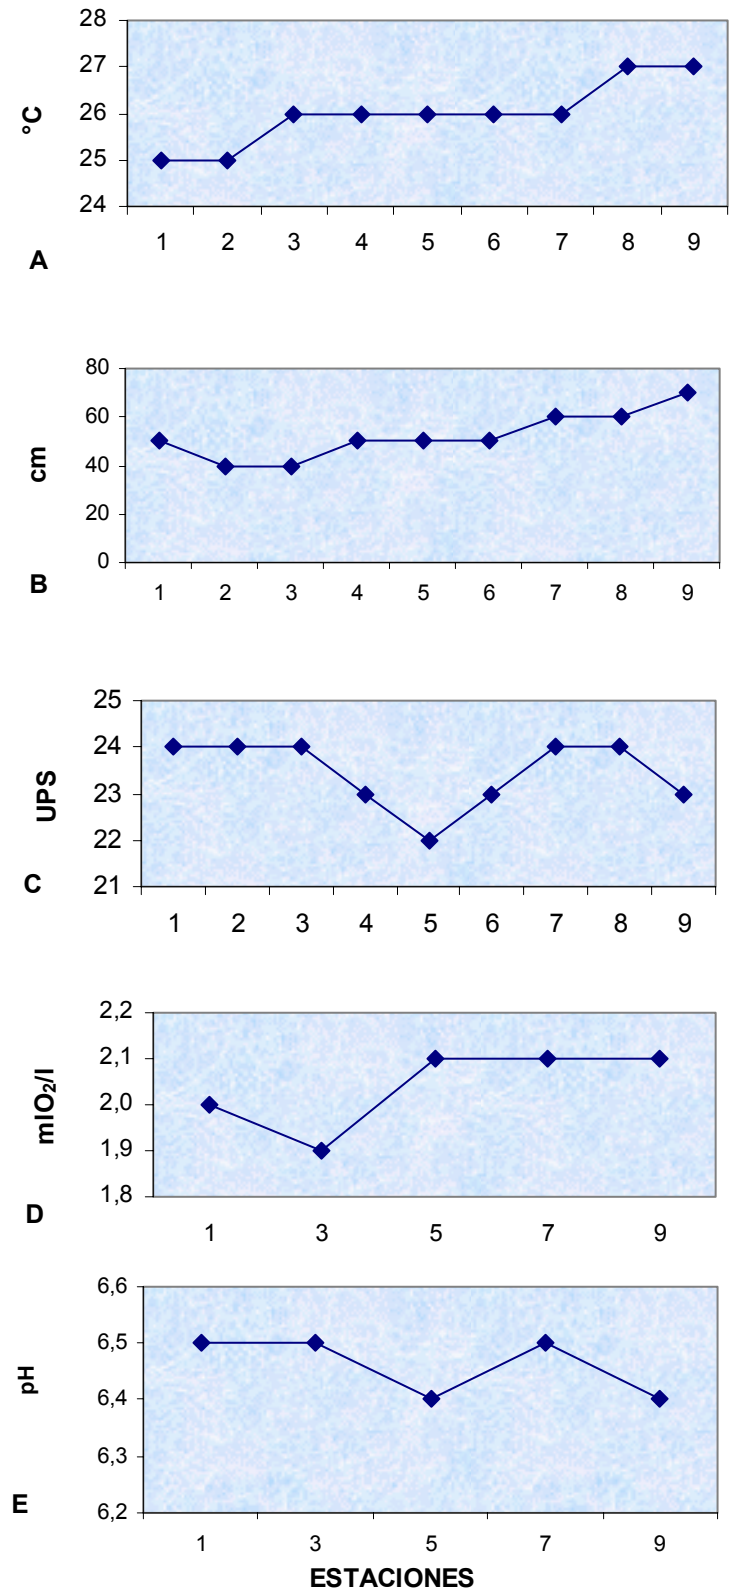 28
27
26
25
24
°C
1 2 3 4 5 6 7 8 9
A
80
60
40
20
0
cm
1 2 3 4 5 6 7 8 9
B
25
24
23
22
21
UPS
1 2 3 4 5 6 7 8 9
C
2,2
2,1
2,0
1,9
1,8
mlO₂/l
1 3 5 7 9
D
6,6
6,5
6,4
6,3
6,2
pH
1 3 5 7 9
E
ESTACIONES